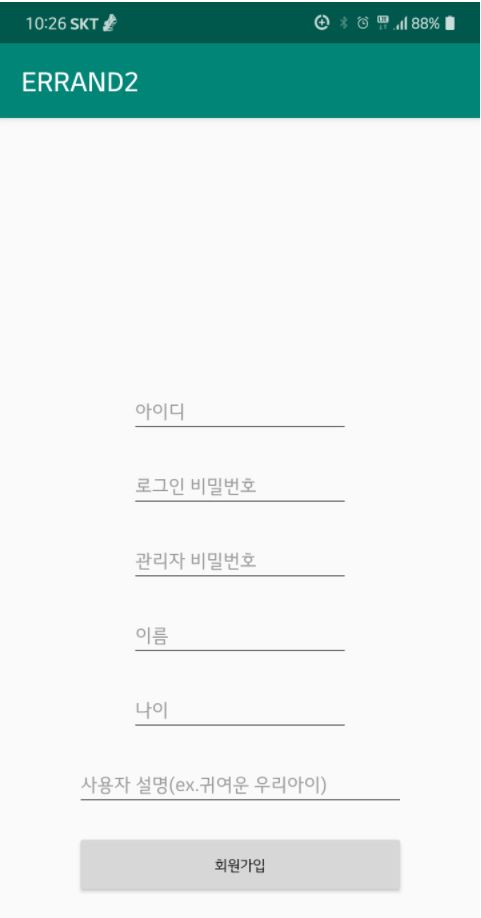 10:26 SKT 88%
ERRAND2
아이디
로그인 비밀번호
관리자 비밀번호
이름
나이
사용자 설명(ex.귀여운 우리아이)
회원가입